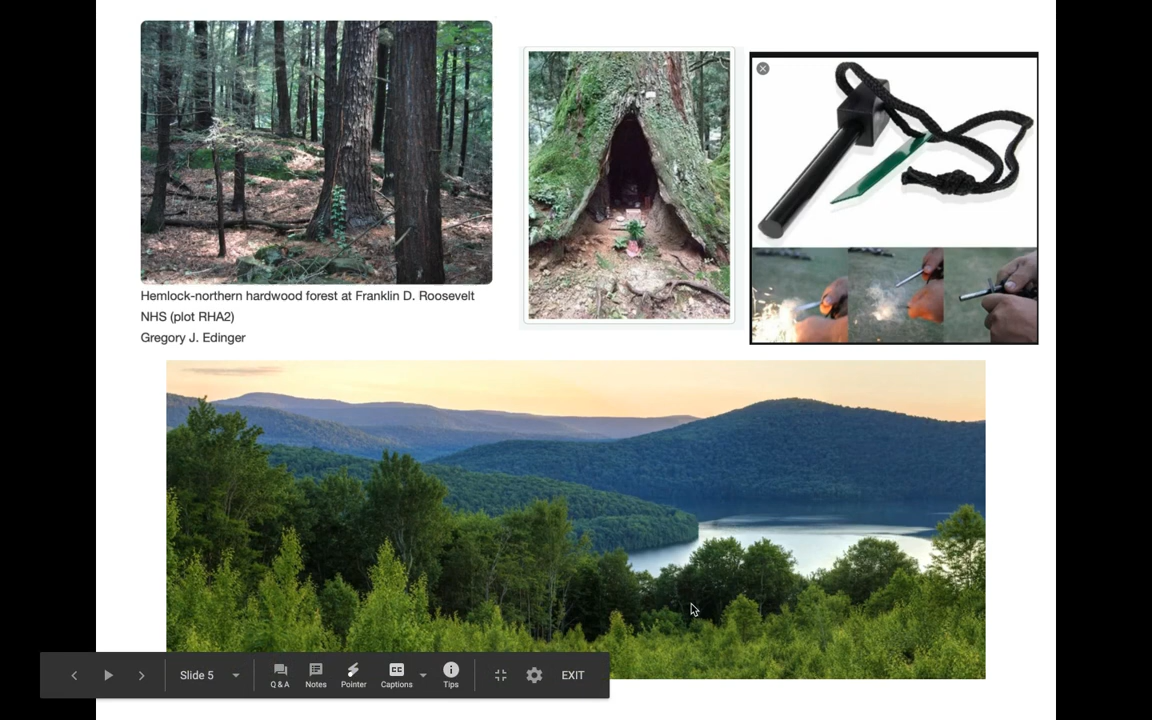 Hemlock-northern hardwood forest at Franklin D. Roosevelt
NHS (plot RHA2)
Gregory J. Edinger
Slide 5
Q & A
Notes
Pointer
CC
Captions
Tips
EXIT